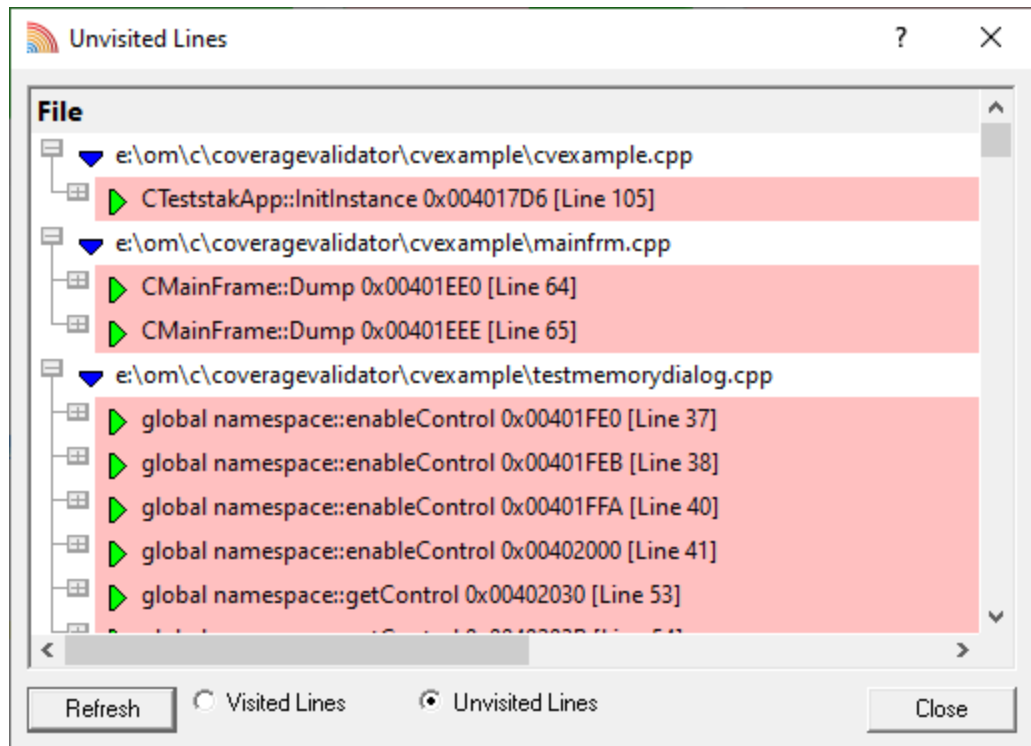 Unvisited Lines
?
File
e:\om\c\coveragevalidator\cvexample\cvexample.cpp
CTeststakApp::InitInstance 0x004017D6 [Line 105]
e:\om\c\coveragevalidator\cvexample\mainfrm.cpp
CMainFrame::Dump 0x00401EE0 [Line 64]
CMainFrame::Dump 0x00401EEE [Line 65]
e:\om\c\coveragevalidator\cvexample\testmemorydialog.cpp
global namespace::enableControl 0x00401FE0 [Line 37]
global namespace::enableControl 0x00401FEB [Line 38]
global namespace::enableControl 0x00401FFA [Line 40]
global namespace::enableControl 0x00402000 [Line 41]
global namespace::getControl 0x00402030 [Line 53]
Refresh Visited Lines Unvisited Lines Close